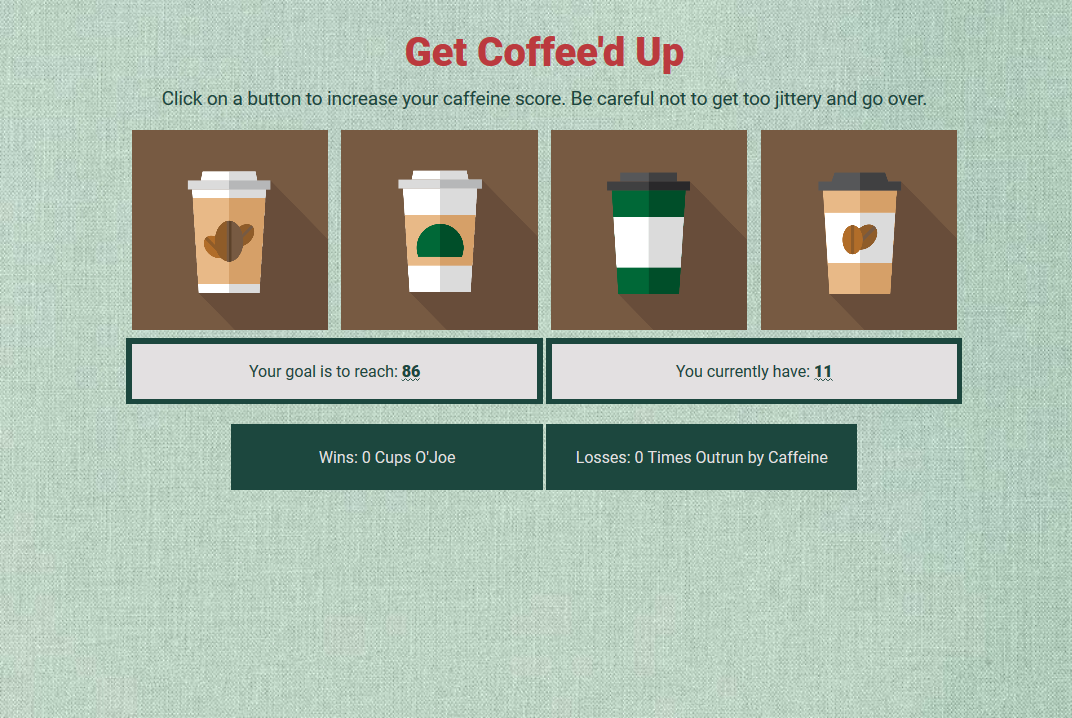 Get Coffee'd Up
Click on a button to increase your caffeine score. Be careful not to get too jittery and go over.
Your goal is to reach: 86
You currently have: 11
Wins: 0 Cups O'Joe
Losses: 0 Times Outrun by Caffeine